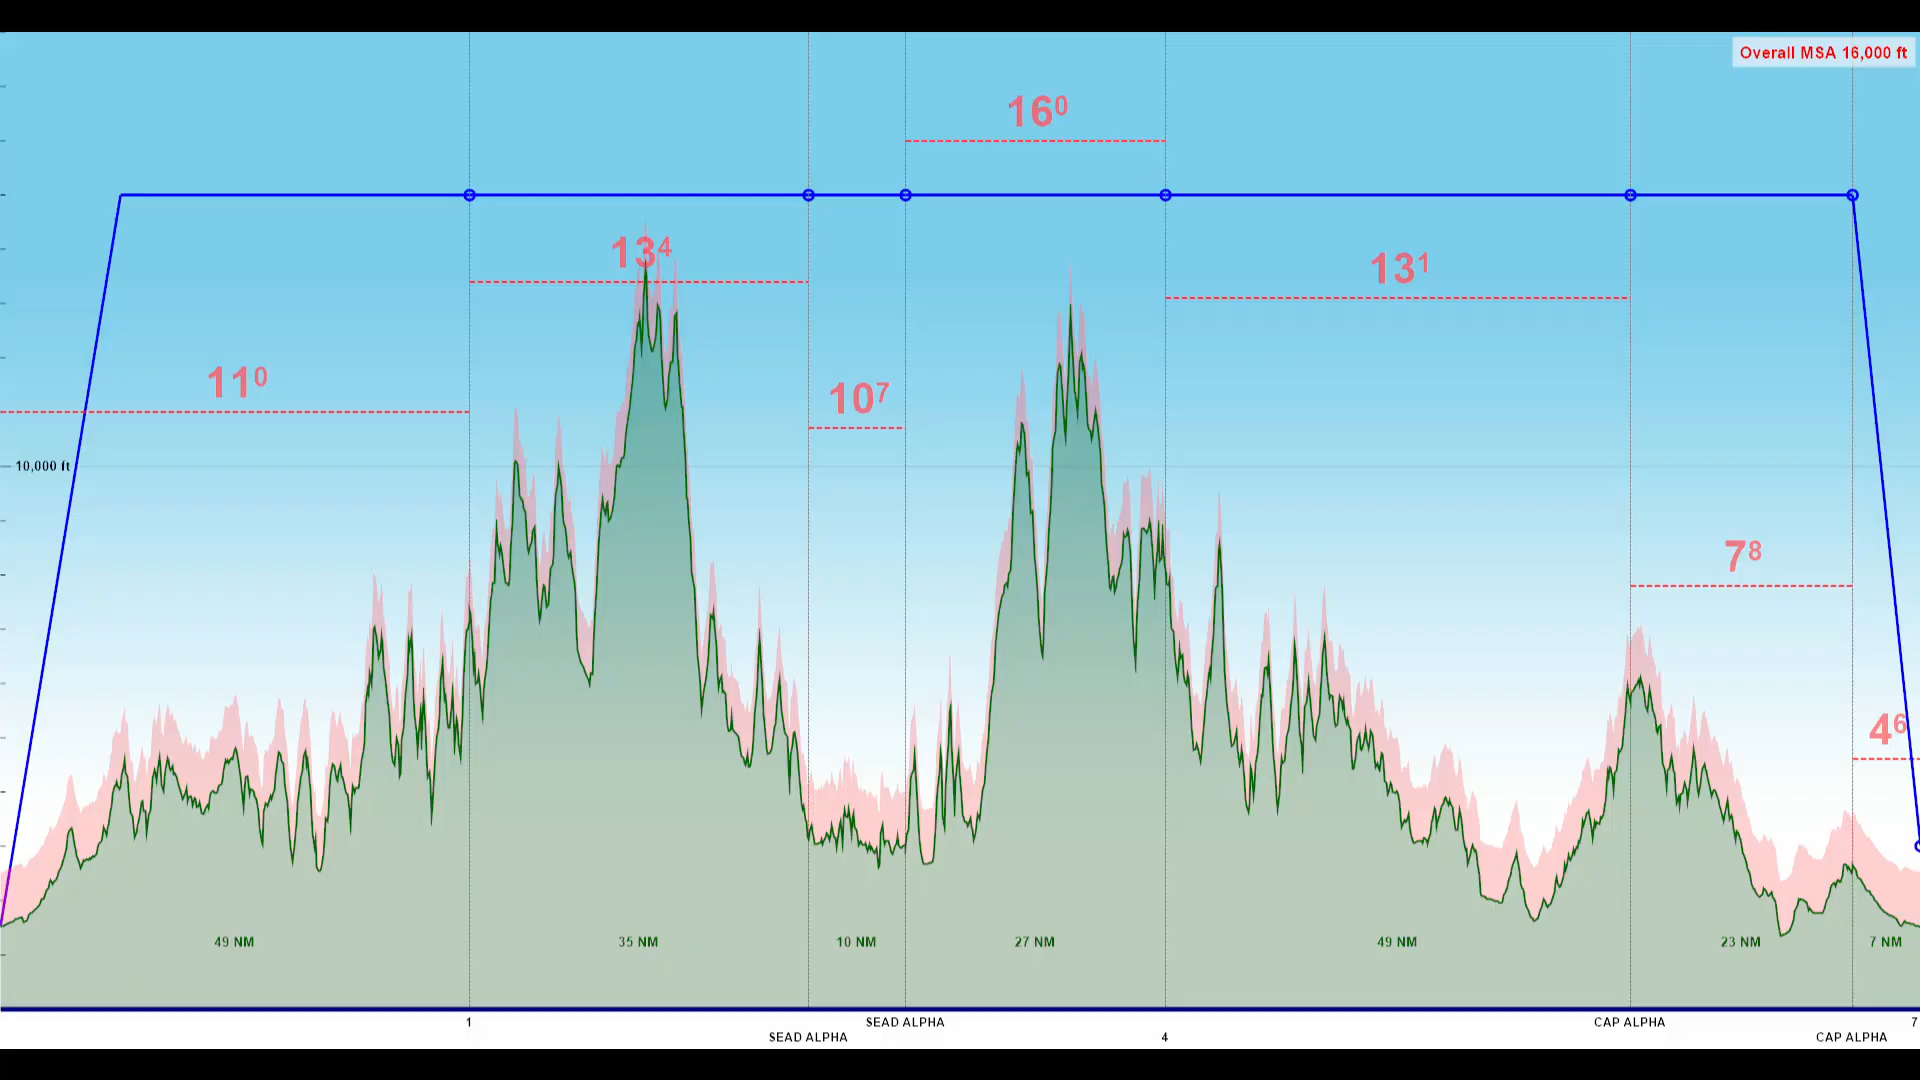 Overall MSA 16,000 ft
16⁰
13⁴
13¹
11⁰
10⁷
10,000 ft
7⁸
4⁶
49 NM
35 NM
10 NM
27 NM
49 NM
23 NM
7 NM
1
SEAD ALPHA
SEAD ALPHA
4
CAP ALPHA
CAP ALPHA
7